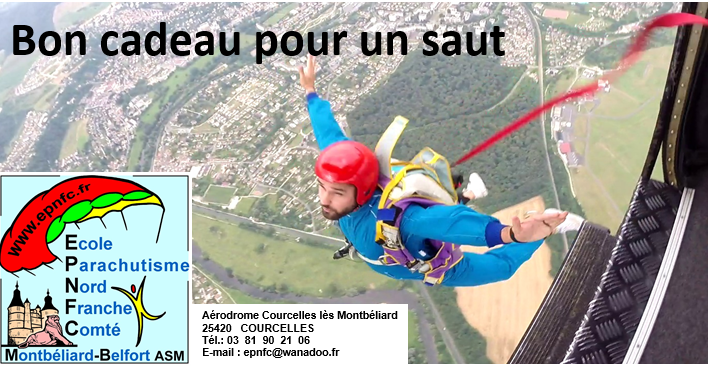 Bon cadeau pour un saut
www.epnfc.fr
Ecole
Parachutisme
Nord
Franche
Comté
Montbéliard-Belfort ASM
Aérodrome Courcelles lès Montbéliard
25420 COURCELLES
Tél.: 03 81 90 21 06
E-mail : epnfc@wanadoo.fr